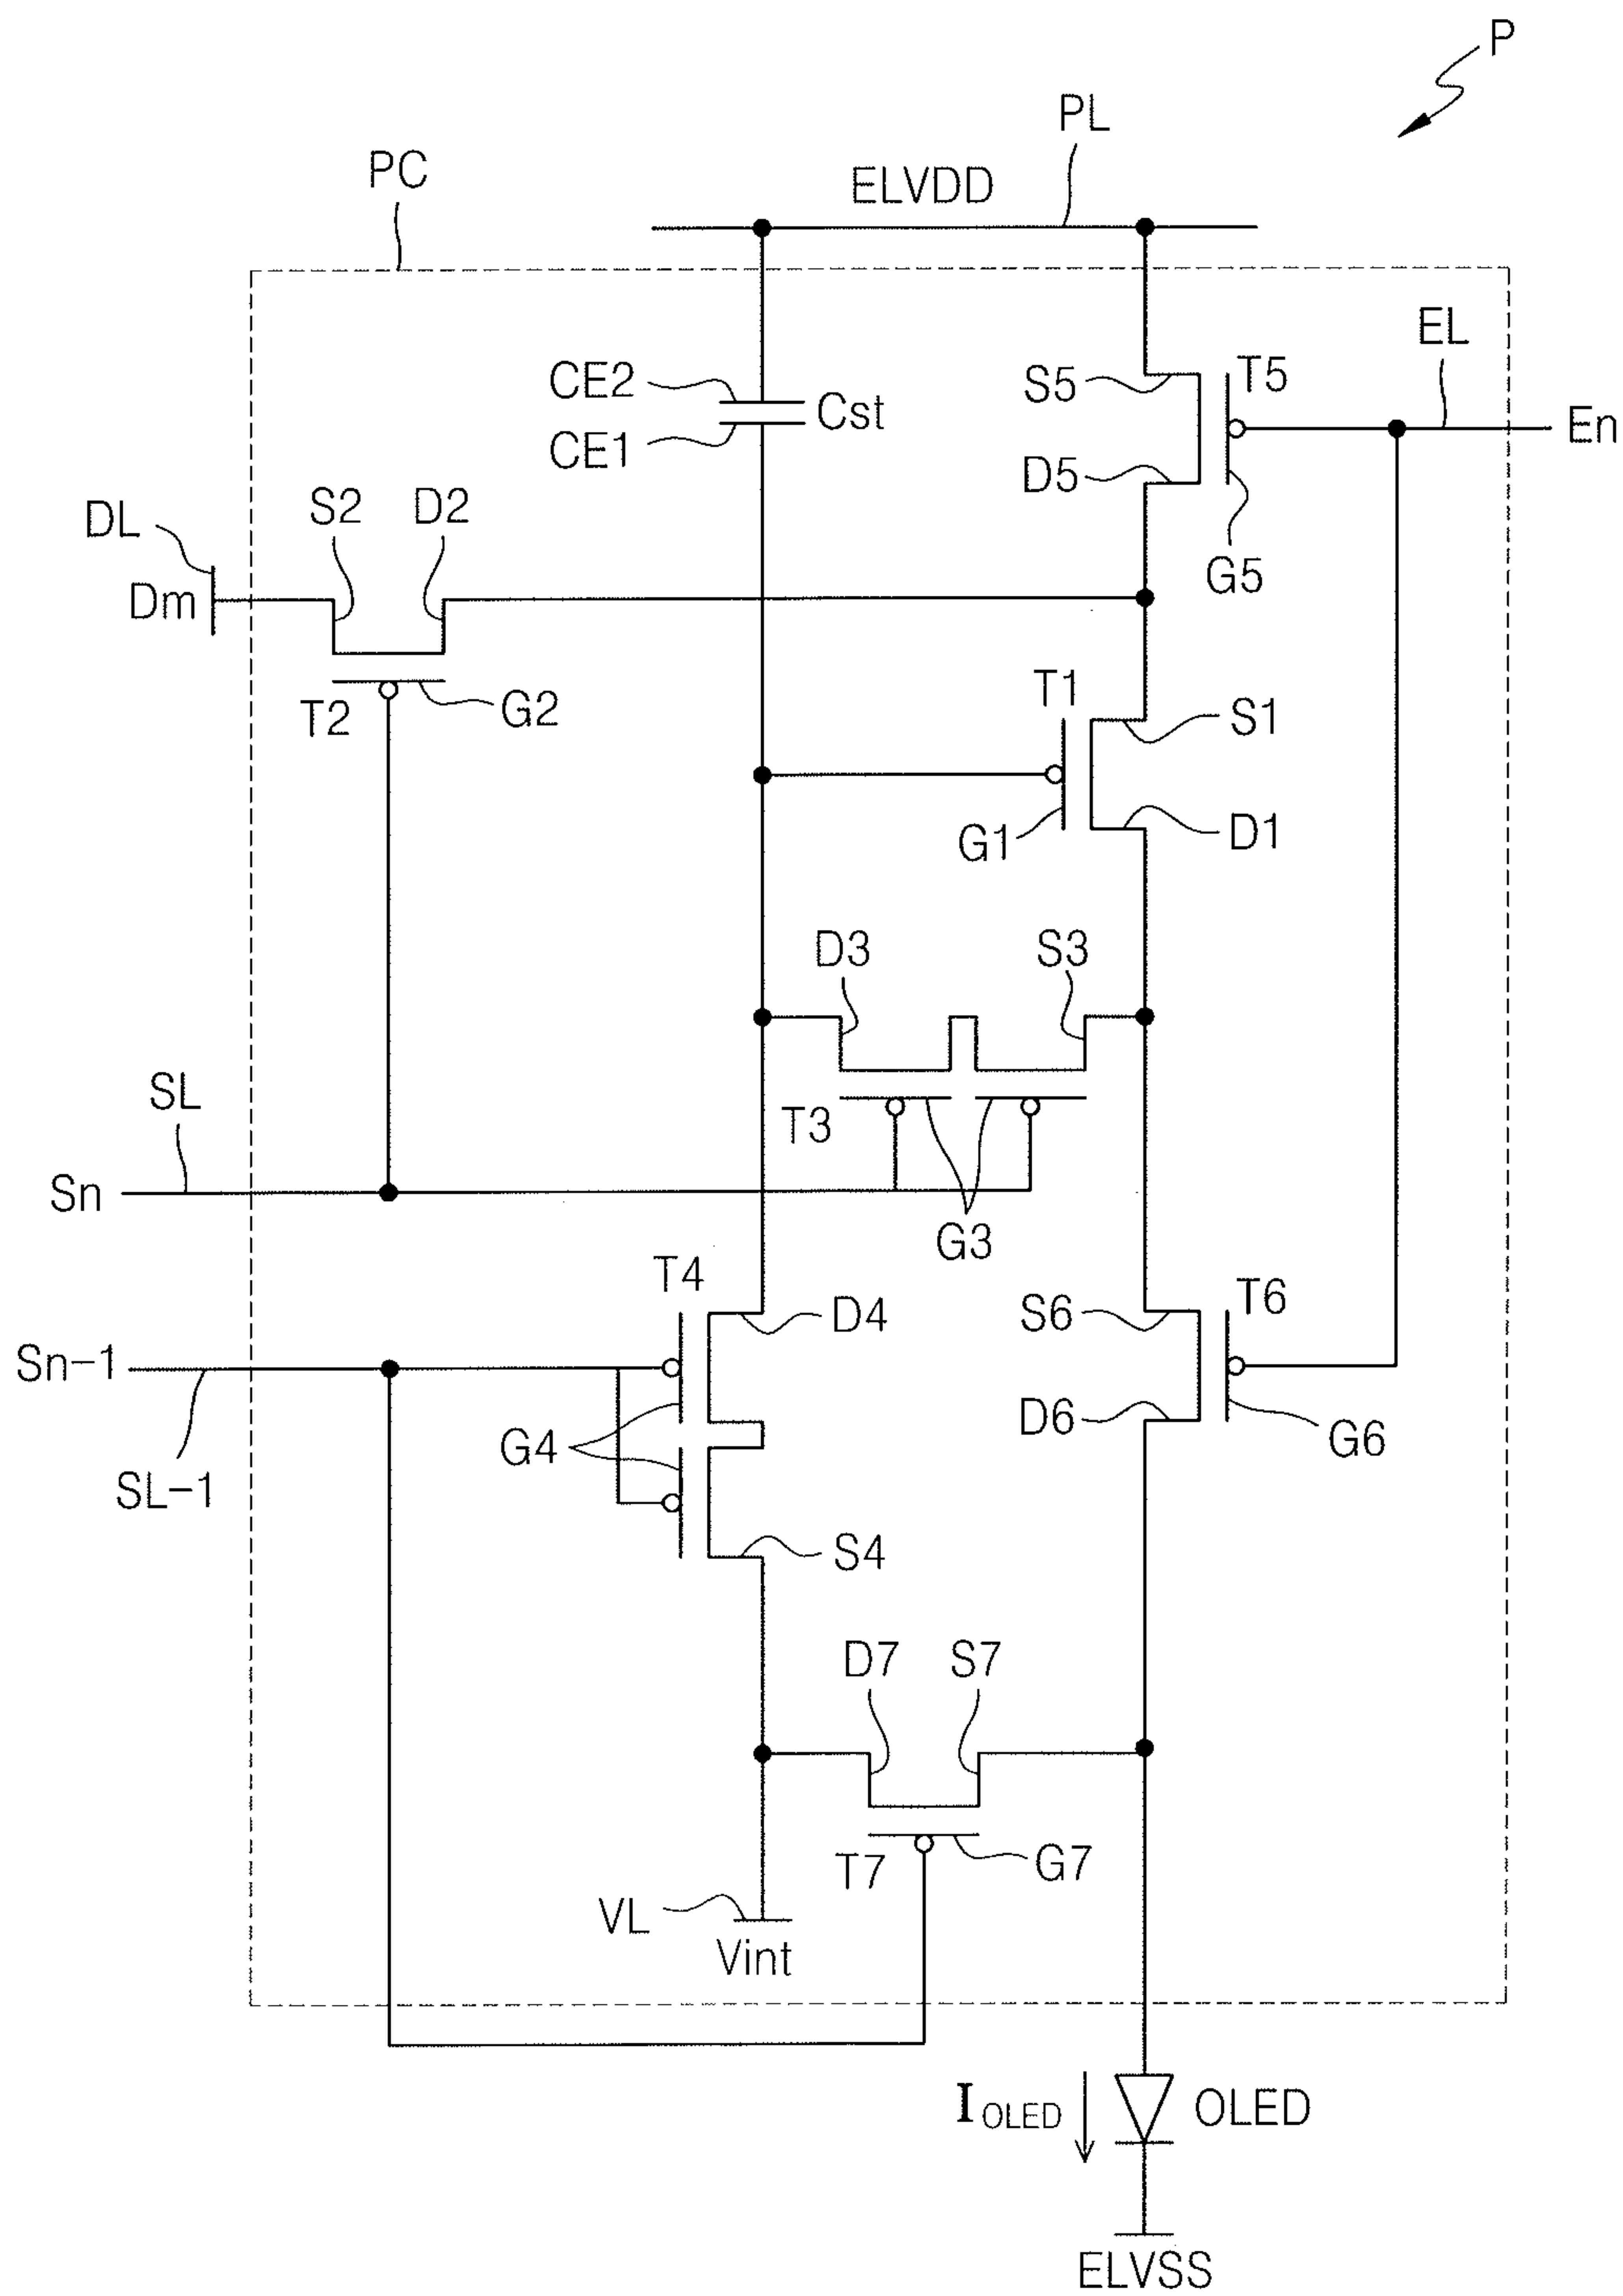 P
PL
PC
ELVDD
EL
CE2
Cst
CE1
S5
T5
En
D5
G5
DL
S2
D2
Dm
T2
G2
T1
S1
G1
D1
D3
S3
SL
T3
Sn
G3
T4
D4
S6
T6
Sn-1
G4
D6
G6
SL-1
S4
D7
S7
T7
G7
VL
Vint
IOLED
OLED
ELVSS